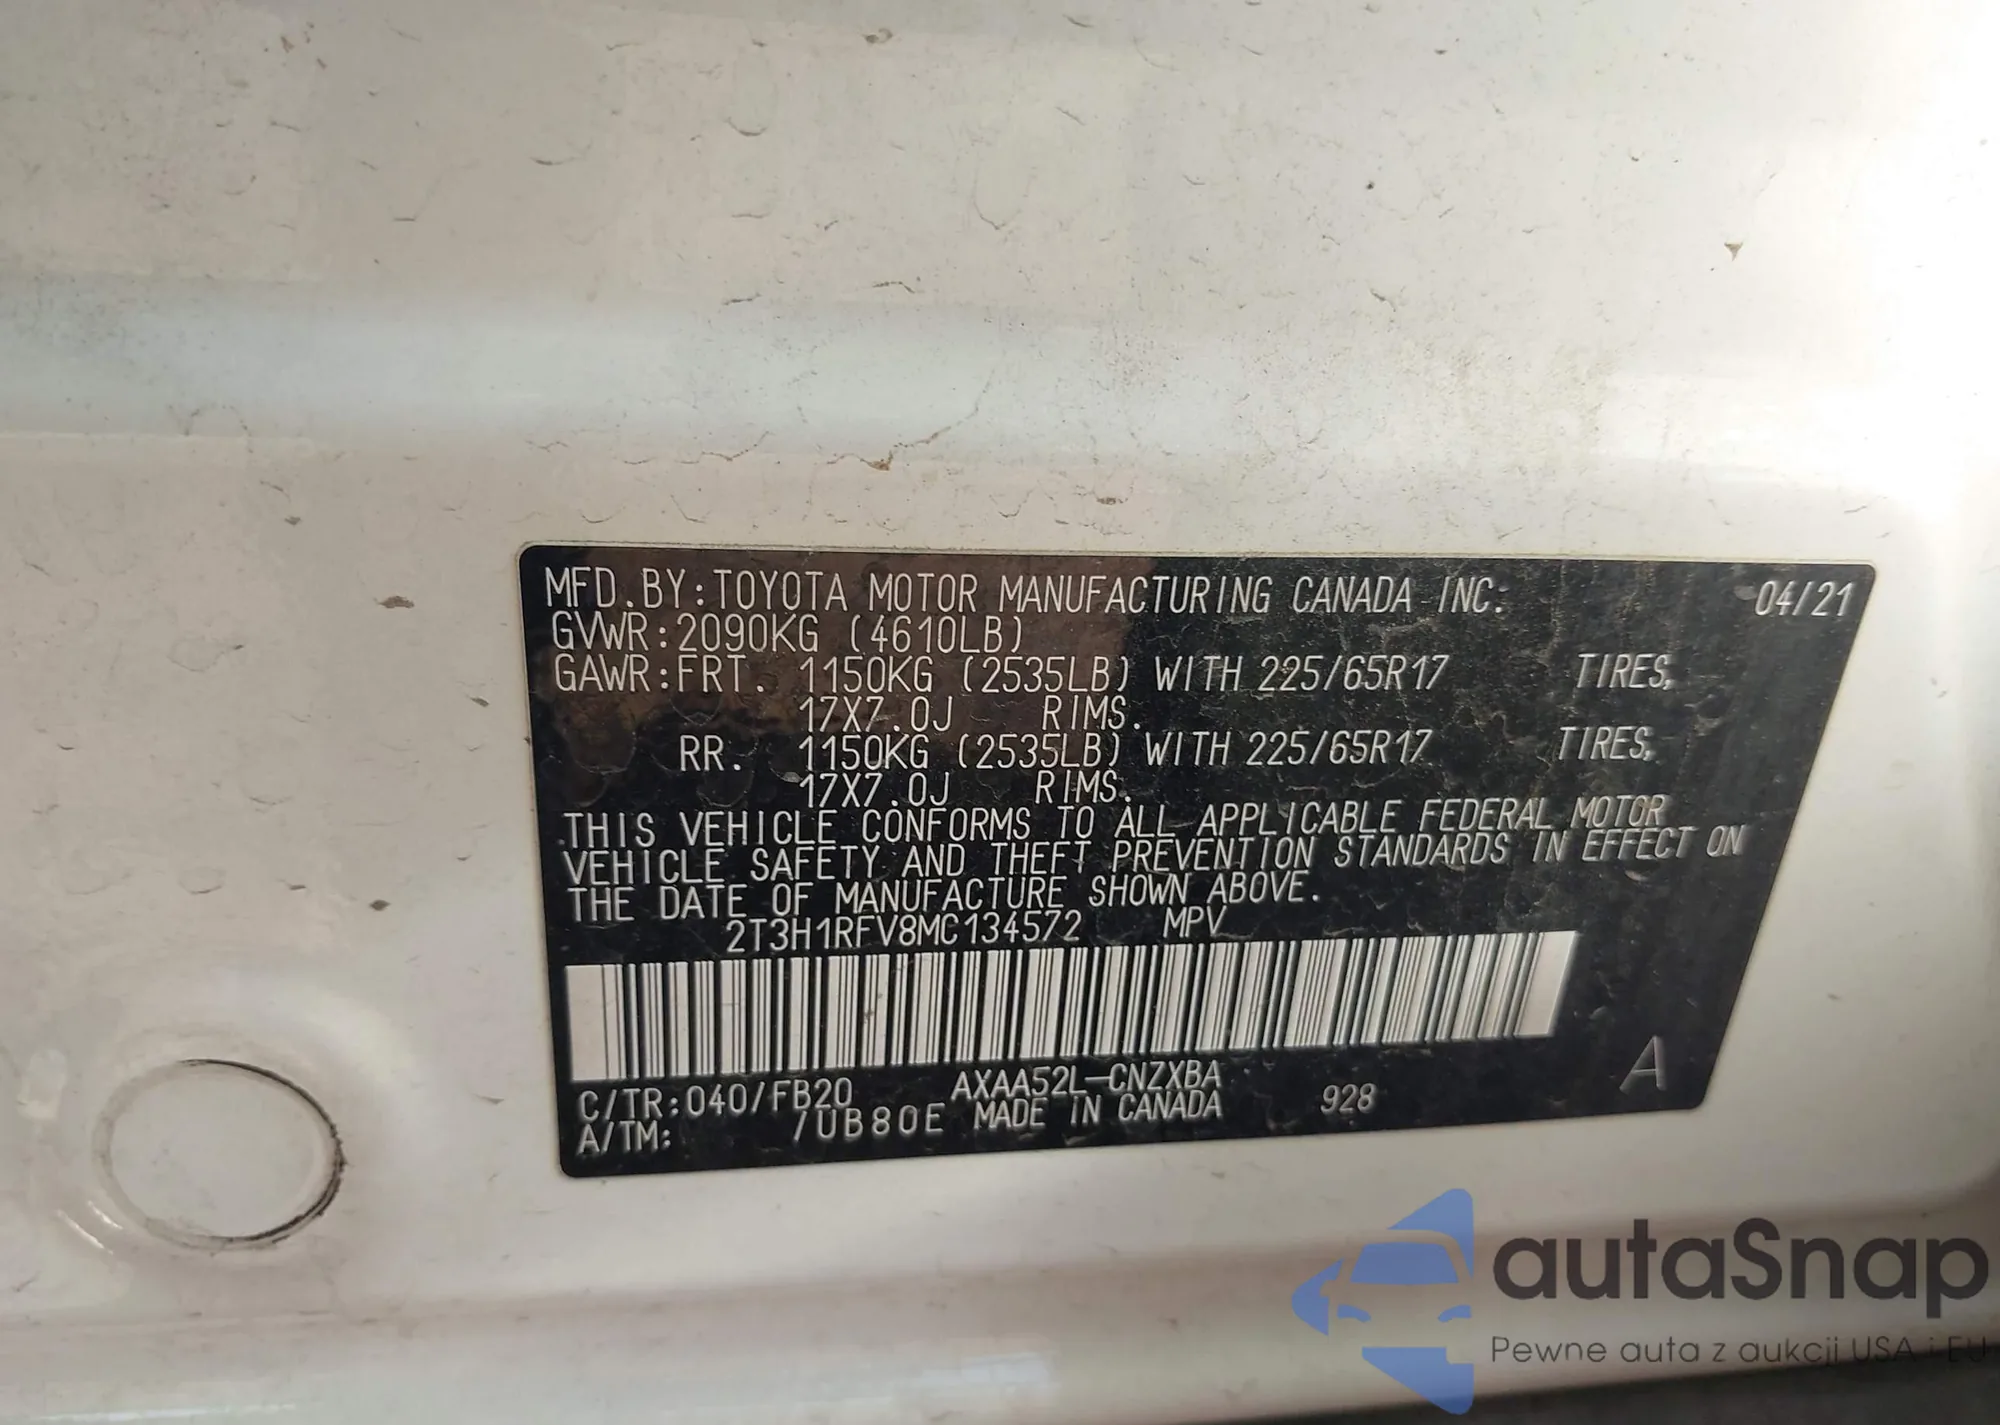 MFD.BY:TOYOTA MOTOR MANUFACTURING CANADA INC. 04/21
GVWR:2090KG (4610LB)
GAWR:FRT. 1150KG (2535LB) WITH 225/65R17 TIRES,
17X7.0J RIMS.
RR. 1150KG (2535LB) WITH 225/65R17 TIRES,
17X7.0J RIMS.
THIS VEHICLE CONFORMS TO ALL APPLICABLE FEDERAL MOTOR
VEHICLE SAFETY AND THEFT PREVENTION STANDARDS IN EFFECT ON
THE DATE OF MANUFACTURE SHOWN ABOVE.
2T3H1RFV8MC134572 MPV
C/TR:040/FB20 AXAA52L-CNZXBA
A/TM: /UB80E MADE IN CANADA 928 A
autaSnap
Pewne auta z aukcji USA i EU